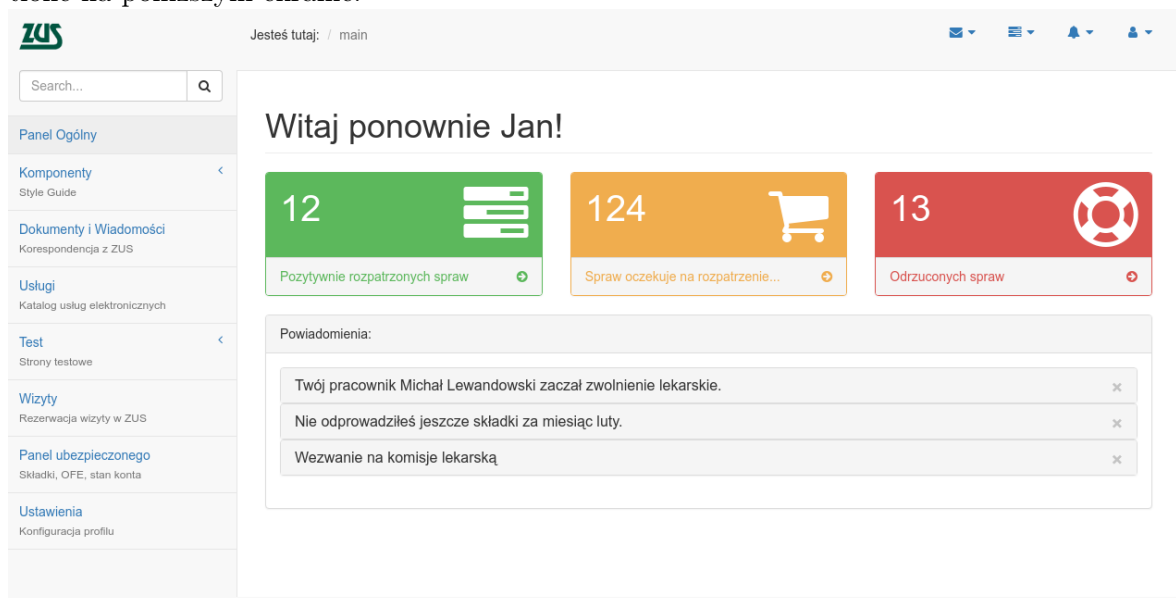 ZUS
Jesteś tutaj: / main
Search...
Panel Ogólny
Komponenty
Style Guide
Dokumenty i Wiadomości
Korespondencja z ZUS
Usługi
Katalog usług elektronicznych
Test
Strony testowe
Wizyty
Rezerwacja wizyty w ZUS
Panel ubezpieczonego
Składki, OFE, stan konta
Ustawienia
Konfiguracja profilu
Witaj ponownie Jan!
12
Pozytywnie rozpatrzonych spraw
124
Spraw oczekuje na rozpatrzenie...
13
Odrzuconych spraw
Powiadomienia:
Twój pracownik Michał Lewandowski zaczał zwolnienie lekarskie.
Nie odprowadziłeś jeszcze składki za miesiąc luty.
Wezwanie na komisje lekarską